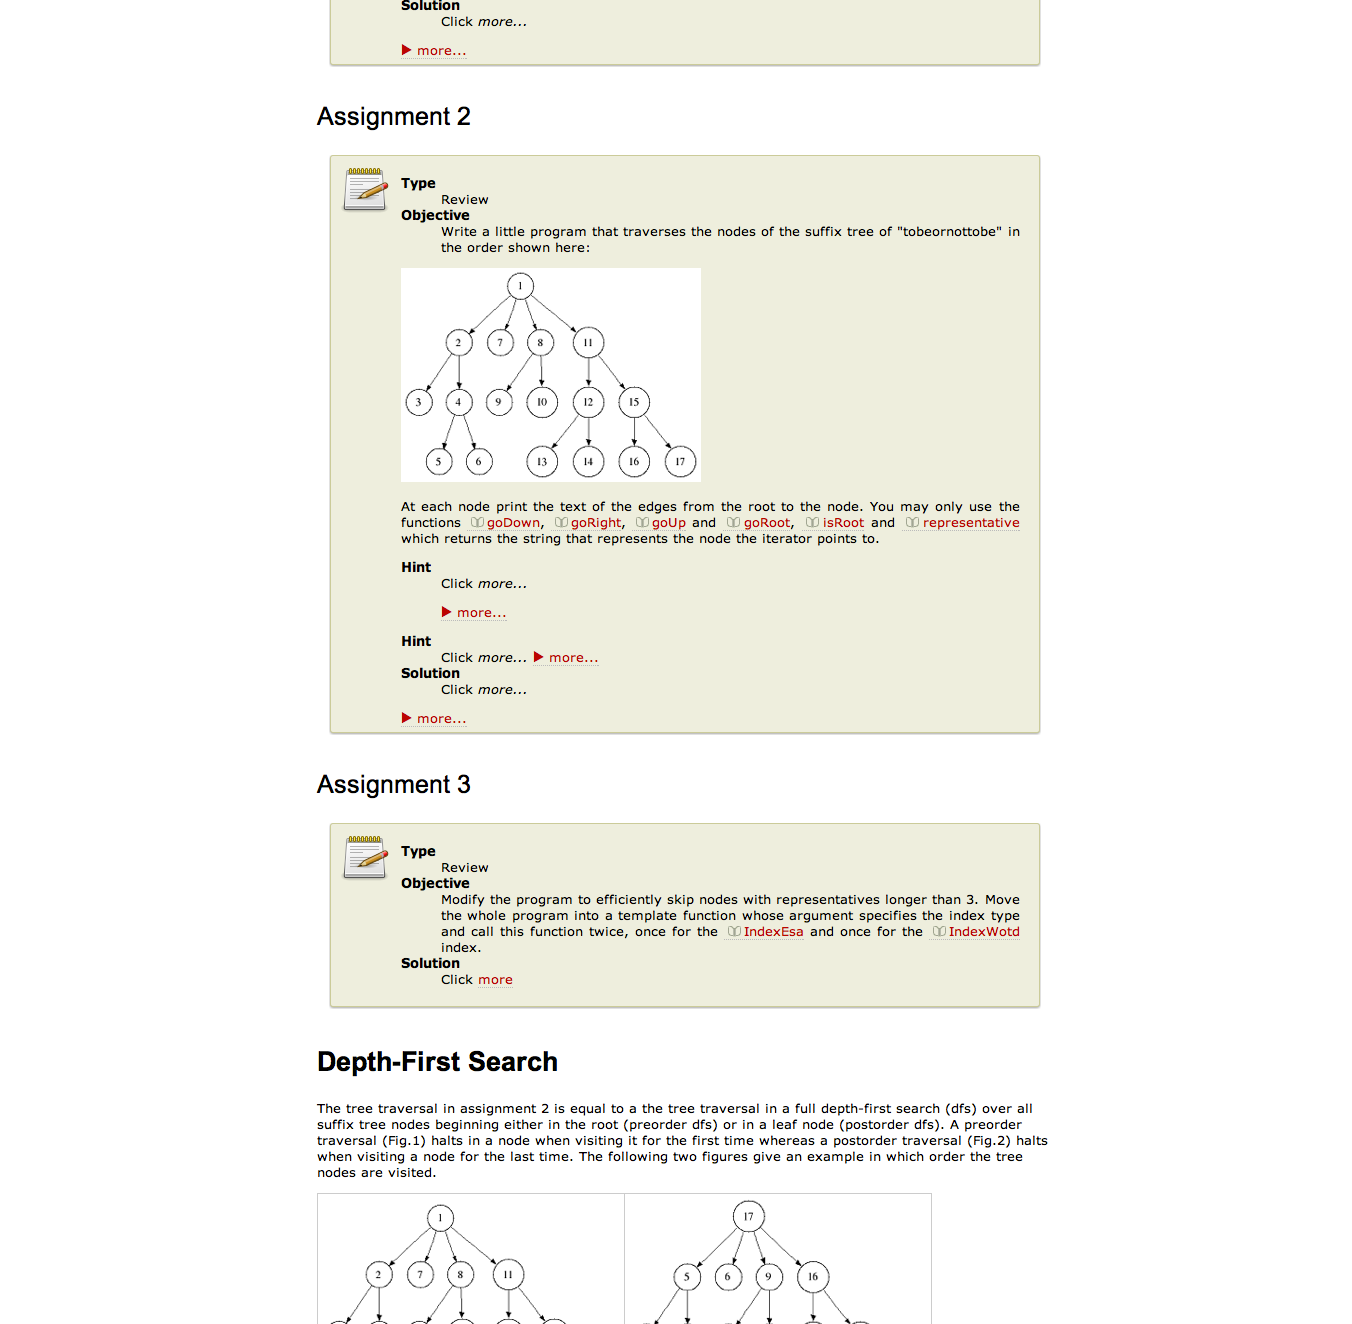 Solution
Click more...
more...
Assignment 2
Type
Review
Objective
Write a little program that traverses the nodes of the suffix tree of "tobeornottobe" in
the order shown here:
1
2 7 8 11
3 4 9 10 12 15
5 6 13 14 16 17
At each node print the text of the edges from the root to the node. You may only use the
functions goDown, goRight, goUp and goRoot, isRoot and representative
which returns the string that represents the node the iterator points to.
Hint
Click more...
more...
Hint
Click more... more...
Solution
Click more...
more...
Assignment 3
Type
Review
Objective
Modify the program to efficiently skip nodes with representatives longer than 3. Move
the whole program into a template function whose argument specifies the index type
and call this function twice, once for the IndexEsa and once for the IndexWotd
index.
Solution
Click more
Depth-First Search
The tree traversal in assignment 2 is equal to a the tree traversal in a full depth-first search (dfs) over all
suffix tree nodes beginning either in the root (preorder dfs) or in a leaf node (postorder dfs). A preorder
traversal (Fig.1) halts in a node when visiting it for the first time whereas a postorder traversal (Fig.2) halts
when visiting a node for the last time. The following two figures give an example in which order the tree
nodes are visited.
1
2 7 8 11
17
5 6 9 16